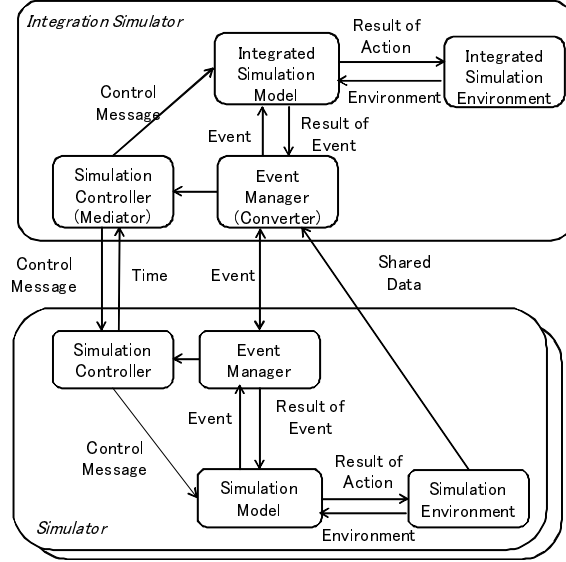 Integration Simulator
Integrated
Simulation
Model
Result of
Action
Environment
Integrated
Simulation
Environment
Control
Message
Event
Result of
Event
Simulation
Controller
(Mediator)
Event
Manager
(Converter)
Control
Message
Time
Event
Shared
Data
Simulation
Controller
Event
Manager
Event
Result of
Event
Control
Message
Simulation
Model
Result of
Action
Environment
Simulation
Environment
Simulator